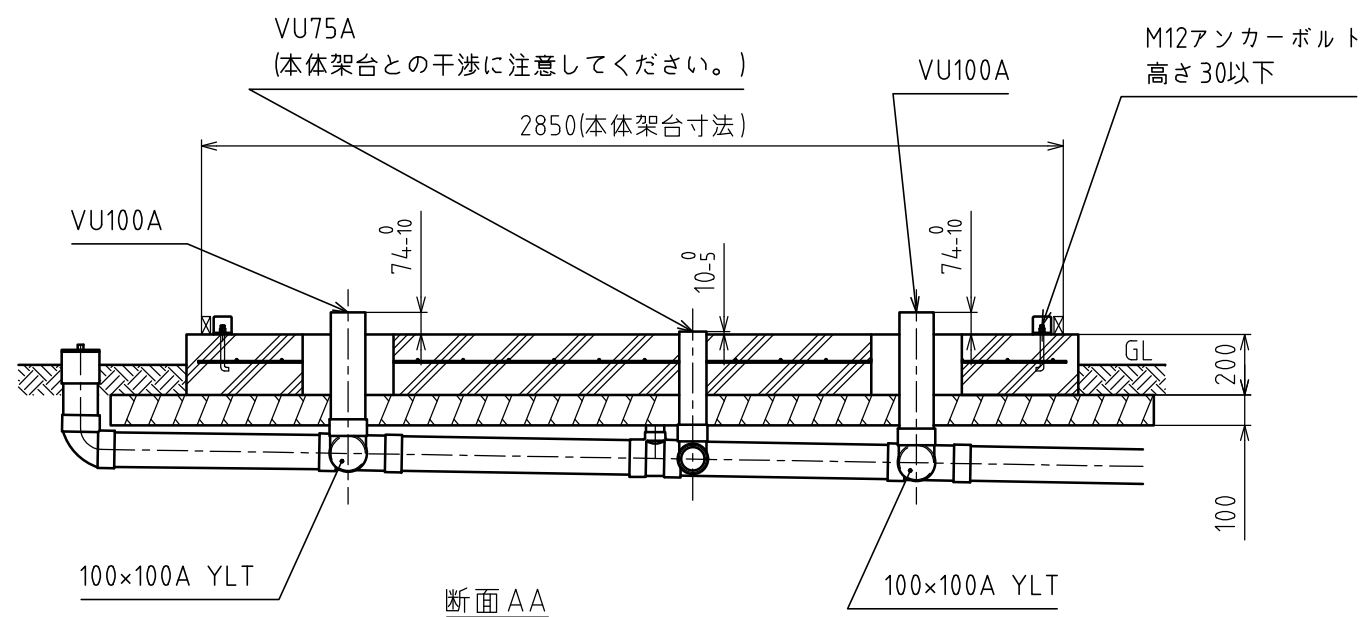 VU75A
(本体架台との干渉に注意してください。)
VU100A
M12アンカーボルト
高さ30以下
2850(本体架台寸法)
VU100A
74 0 -10
10 0 -5
74 0 -10
GL
200
100
100×100A YLT
断面AA
100×100A YLT